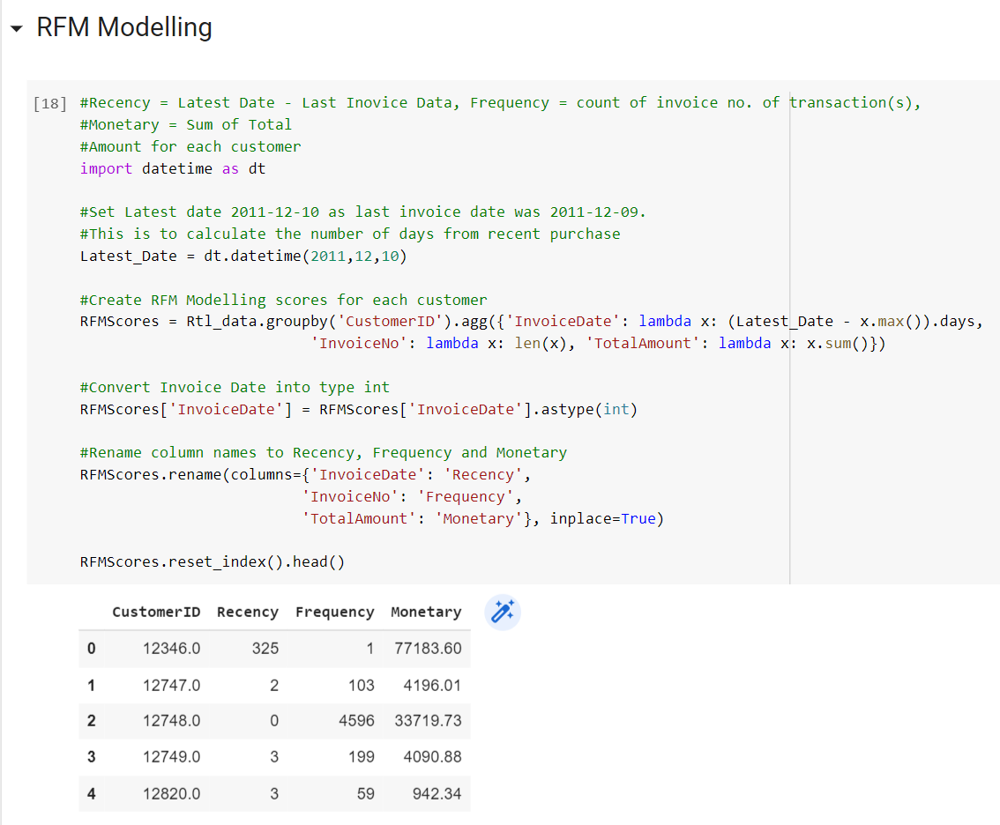 RFM Modelling
[18] #Recency = Latest Date - Last Inovice Data, Frequency = count of invoice no. of transaction(s),
#Monetary = Sum of Total
#Amount for each customer
import datetime as dt
#Set Latest date 2011-12-10 as last invoice date was 2011-12-09.
#This is to calculate the number of days from recent purchase
Latest_Date = dt.datetime(2011,12,10)
#Create RFM Modelling scores for each customer
RFMScores = Rtl_data.groupby('CustomerID').agg({'InvoiceDate': lambda x: (Latest_Date - x.max()).days,
'InvoiceNo': lambda x: len(x), 'TotalAmount': lambda x: x.sum()})
#Convert Invoice Date into type int
RFMScores['InvoiceDate'] = RFMScores['InvoiceDate'].astype(int)
#Rename column names to Recency, Frequency and Monetary
RFMScores.rename(columns={'InvoiceDate': 'Recency',
'InvoiceNo': 'Frequency',
'TotalAmount': 'Monetary'}, inplace=True)
RFMScores.reset_index().head()
CustomerID Recency Frequency Monetary
0 12346.0 325 1 77183.60
1 12747.0 2 103 4196.01
2 12748.0 0 4596 33719.73
3 12749.0 3 199 4090.88
4 12820.0 3 59 942.34